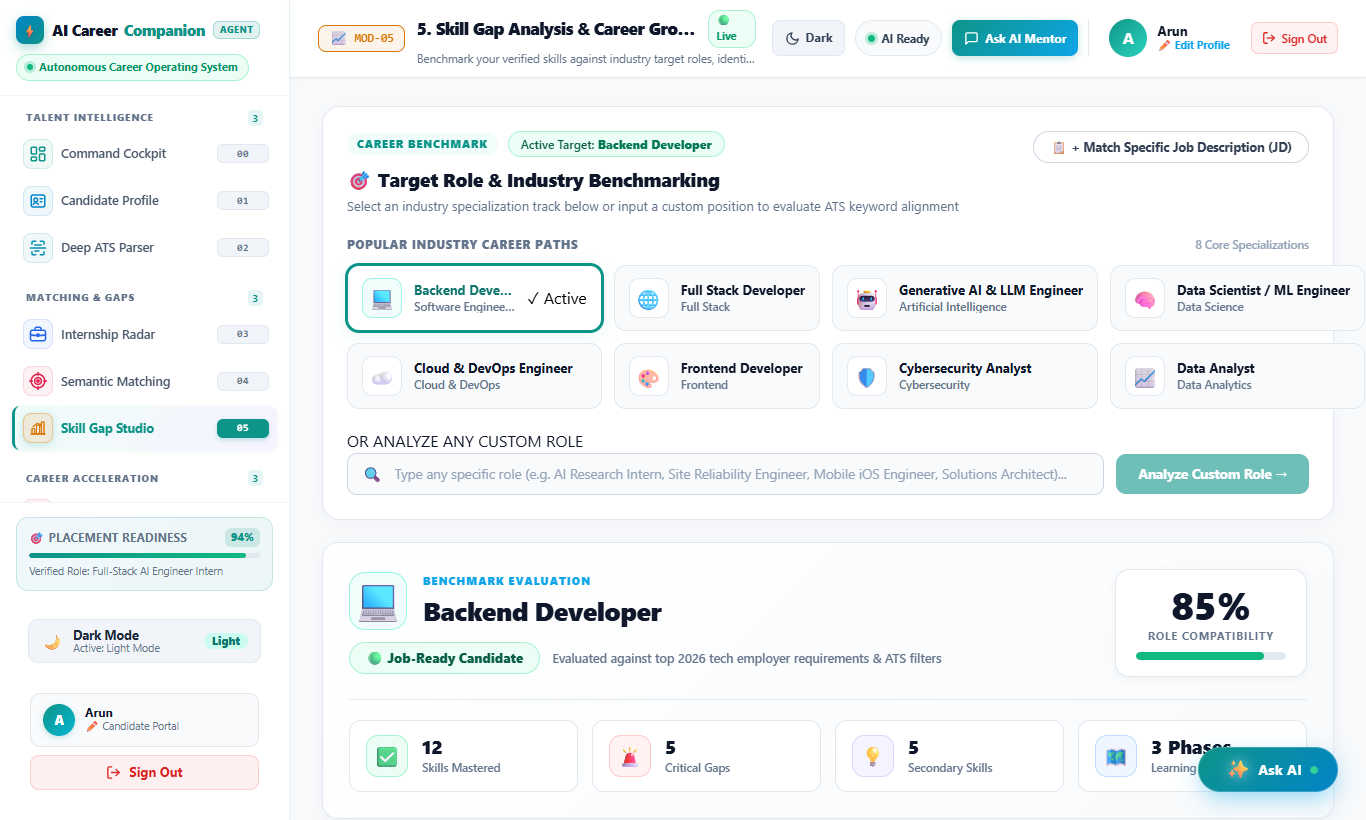 AI Career Companion AGENT
Autonomous Career Operating System
TALENT INTELLIGENCE 3
Command Cockpit 00
Candidate Profile 01
Deep ATS Parser 02
MATCHING & GAPS 3
Internship Radar 03
Semantic Matching 04
Skill Gap Studio 05
CAREER ACCELERATION 3
PLACEMENT READINESS 94%
Verified Role: Full-Stack AI Engineer Intern
Dark Mode
Active: Light Mode
Light
A
Arun
Candidate Portal
Sign Out
MOD-05
5. Skill Gap Analysis & Career Gro...
Live
Benchmark your verified skills against industry target roles, identi...
Dark
AI Ready
Ask AI Mentor
A
Arun
Edit Profile
Sign Out
CAREER BENCHMARK
Active Target: Backend Developer
+ Match Specific Job Description (JD)
Target Role & Industry Benchmarking
Select an industry specialization track below or input a custom position to evaluate ATS keyword alignment
POPULAR INDUSTRY CAREER PATHS
8 Core Specializations
Backend Deve...
Software Enginee...
✓ Active
Full Stack Developer
Full Stack
Generative AI & LLM Engineer
Artificial Intelligence
Data Scientist / ML Engineer
Data Science
Cloud & DevOps Engineer
Cloud & DevOps
Frontend Developer
Frontend
Cybersecurity Analyst
Cybersecurity
Data Analyst
Data Analytics
OR ANALYZE ANY CUSTOM ROLE
Type any specific role (e.g. AI Research Intern, Site Reliability Engineer, Mobile iOS Engineer, Solutions Architect)...
Analyze Custom Role →
BENCHMARK EVALUATION
Backend Developer
Job-Ready Candidate
Evaluated against top 2026 tech employer requirements & ATS filters
85%
ROLE COMPATIBILITY
12
Skills Mastered
5
Critical Gaps
5
Secondary Skills
3 Phases
Learning
Ask AI